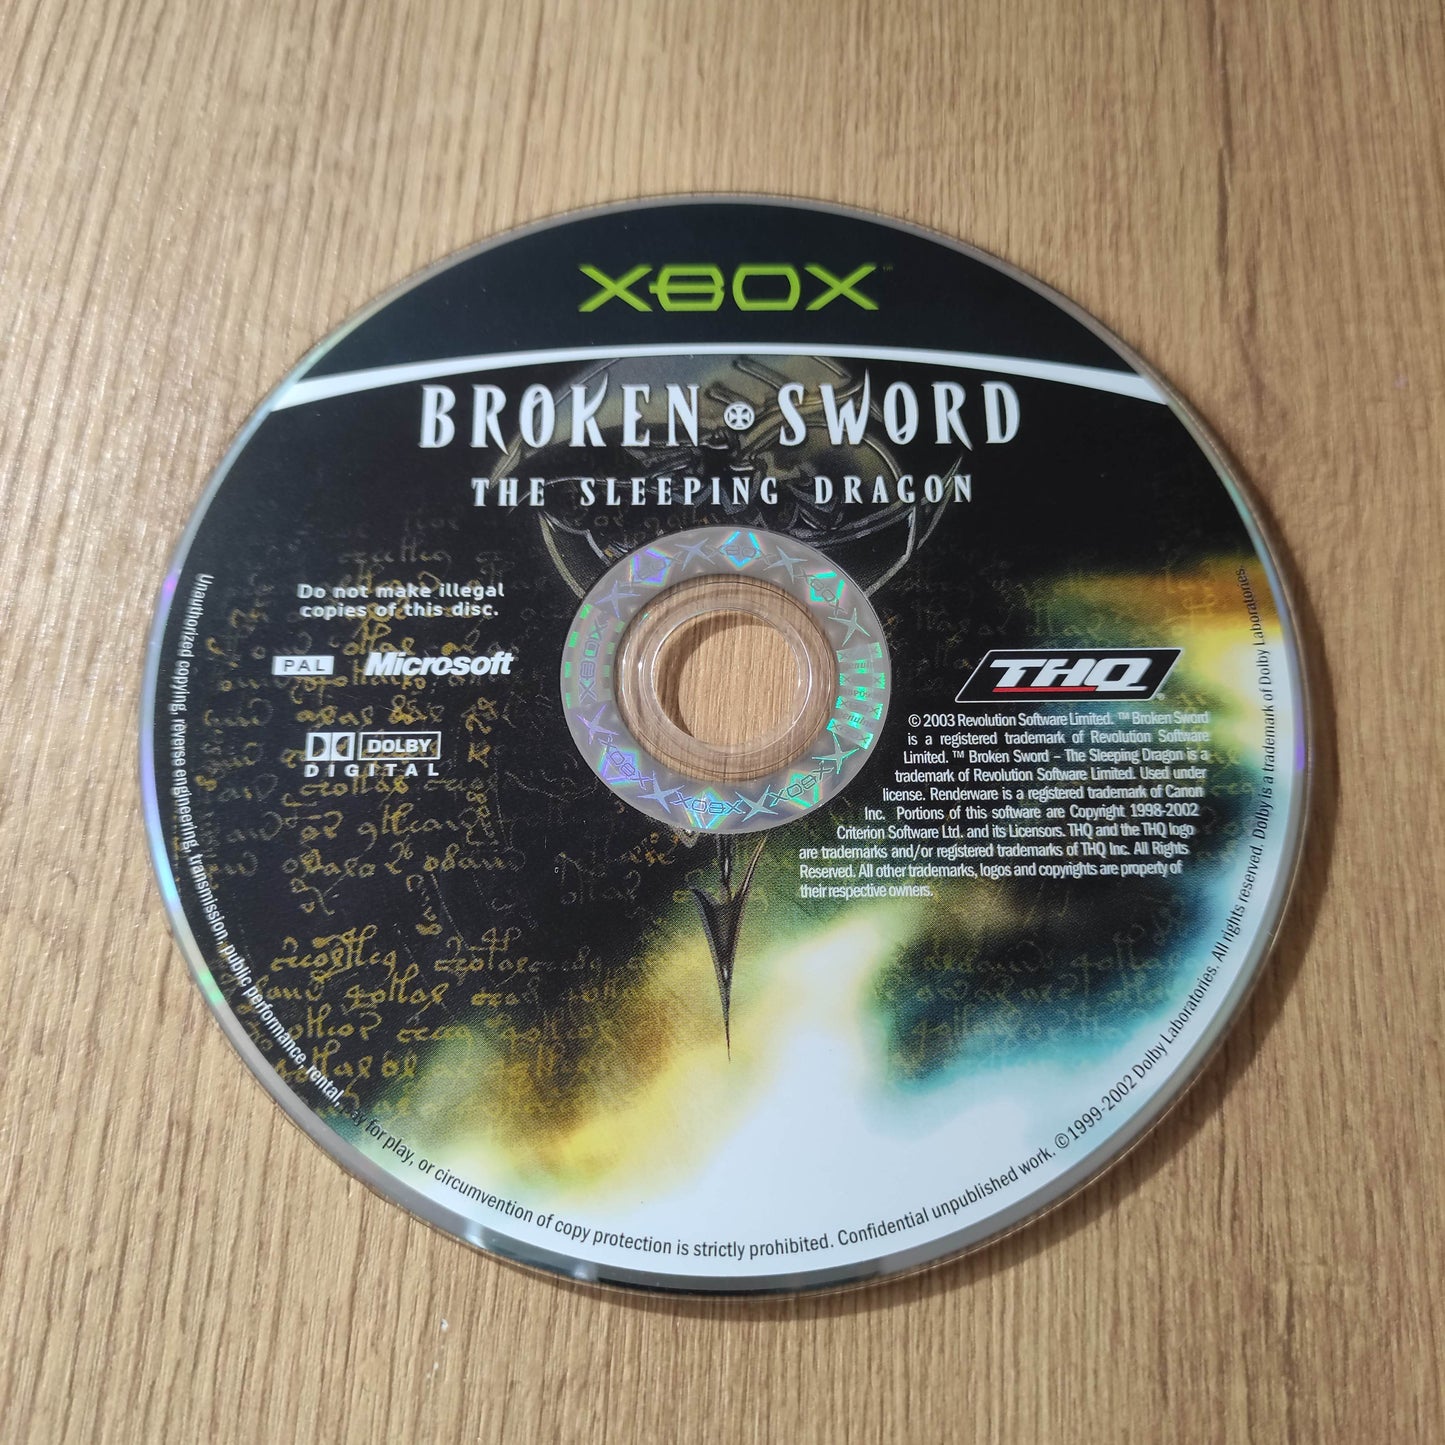 XBOX™
BROKEN SWORD
THE SLEEPING DRAGON
Do not make illegal
copies of this disc.
PAL Microsoft
DOLBY
DIGITAL
THQ
© 2003 Revolution Software Limited. ™ Broken Sword
is a registered trademark of Revolution Software
Limited. ™ Broken Sword – The Sleeping Dragon is a
trademark of Revolution Software Limited. Used under
license. Renderware is a registered trademark of Canon
Inc. Portions of this software are Copyright 1998-2002
Criterion Software Ltd. and its Licensors. THQ and the THQ logo
are trademarks and/or registered trademarks of THQ Inc. All Rights
Reserved. All other trademarks, logos and copyrights are property of
their respective owners.
Unauthorized copying, reverse engineering, transmission, public performance, rental, pay for play, or circumvention of copy protection is strictly prohibited. Confidential unpublished work. ©1999-2002 Dolby Laboratories. All rights reserved. Dolby is a trademark of Dolby Laboratories.